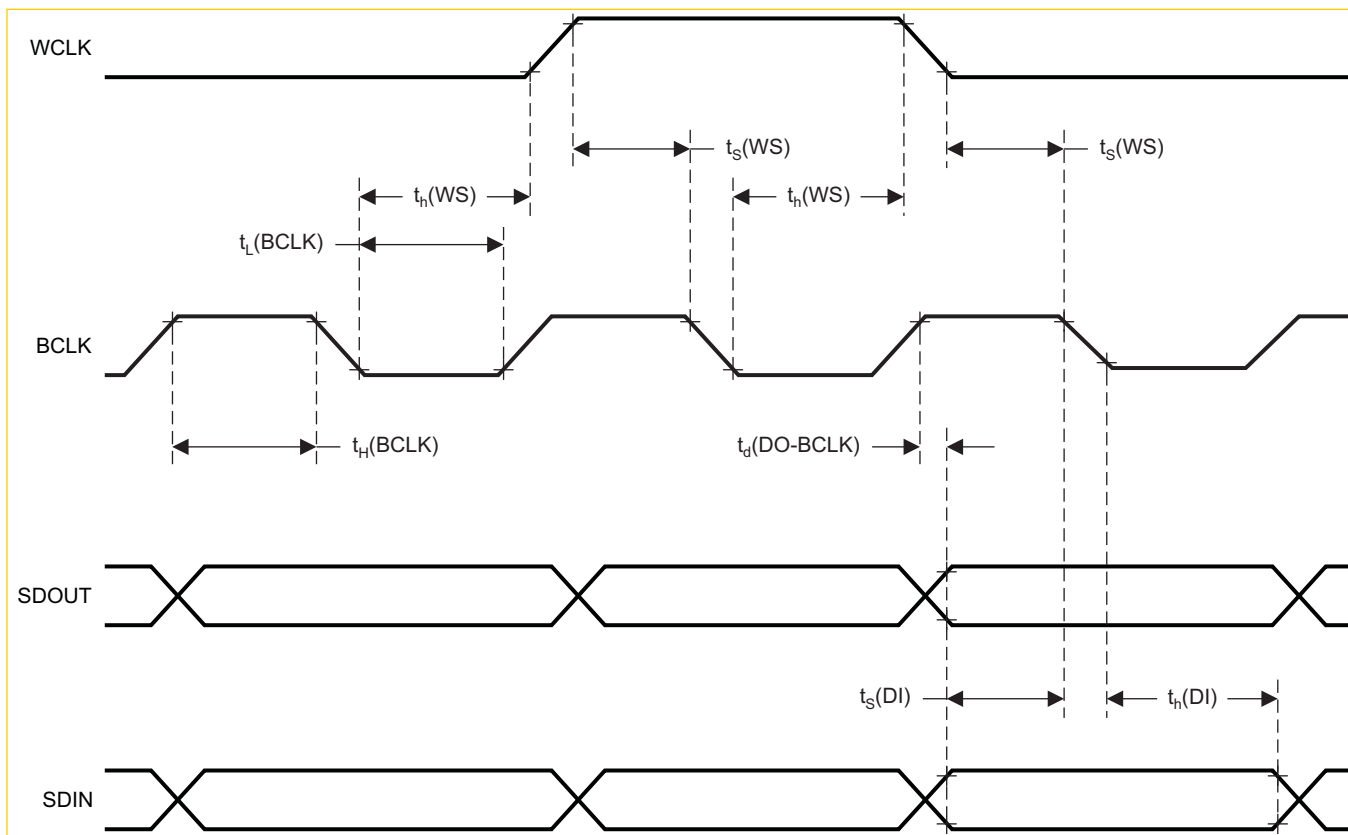 WCLK
tS(WS)
tS(WS)
th(WS)
th(WS)
tL(BCLK)
BCLK
tH(BCLK)
td(DO-BCLK)
SDOUT
tS(DI)
th(DI)
SDIN